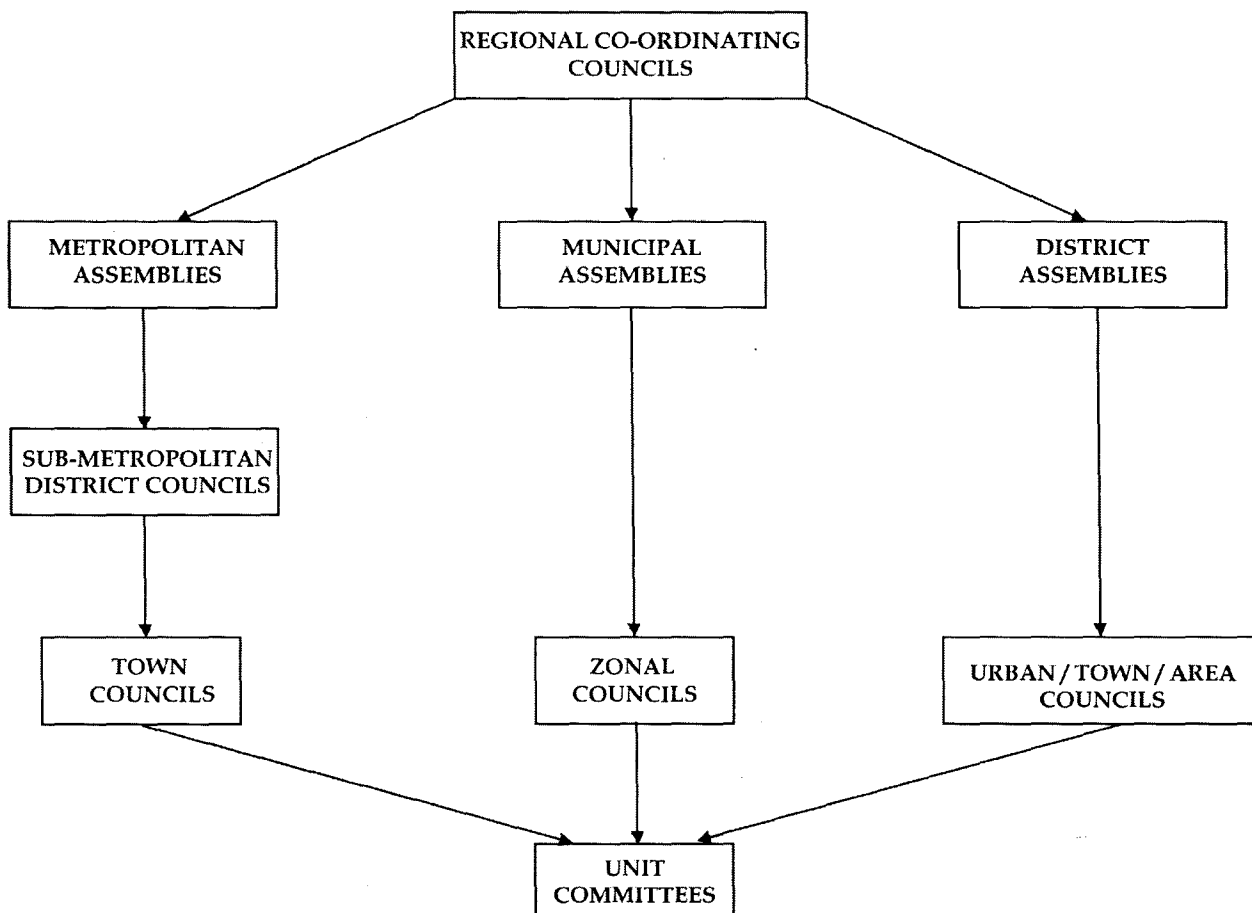 REGIONAL CO-ORDINATING
COUNCILS
METROPOLITAN
ASSEMBLIES
MUNICIPAL
ASSEMBLIES
DISTRICT
ASSEMBLIES
SUB-METROPOLITAN
DISTRICT COUNCILS
TOWN
COUNCILS
ZONAL
COUNCILS
URBAN / TOWN / AREA
COUNCILS
UNIT
COMMITTEES